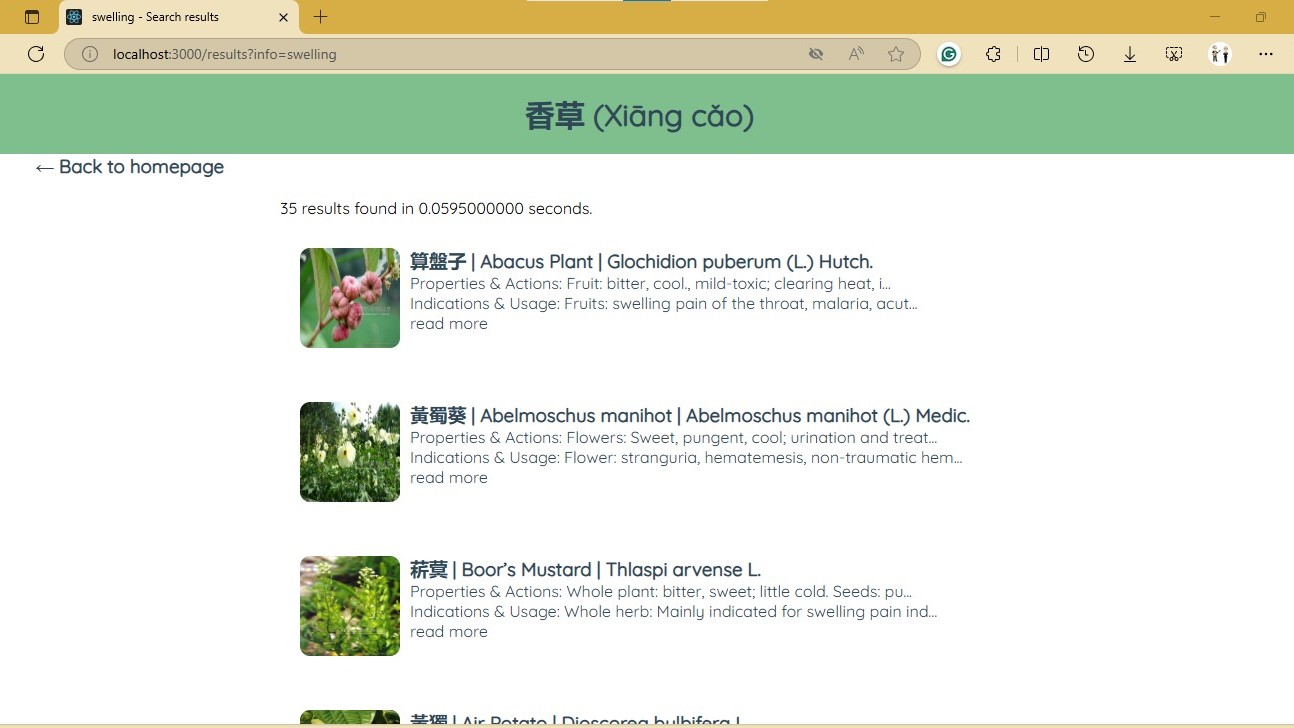 swelling - Search results
localhost:3000/results?info=swelling
香草 (Xiāng cǎo)
← Back to homepage
35 results found in 0.0595000000 seconds.
算盤子 | Abacus Plant | Glochidion puberum (L.) Hutch.
Properties & Actions: Fruit: bitter, cool., mild-toxic; clearing heat, i...
Indications & Usage: Fruits: swelling pain of the throat, malaria, acut...
read more
黃蜀葵 | Abelmoschus manihot | Abelmoschus manihot (L.) Medic.
Properties & Actions: Flowers: Sweet, pungent, cool; urination and treat...
Indications & Usage: Flower: stranguria, hematemesis, non-traumatic hem...
read more
菥蓂 | Boor’s Mustard | Thlaspi arvense L.
Properties & Actions: Whole plant: bitter, sweet; little cold. Seeds: pu...
Indications & Usage: Whole herb: Mainly indicated for swelling pain ind...
read more
黃獨 | Air Potato | Dioscorea bulbifera L.